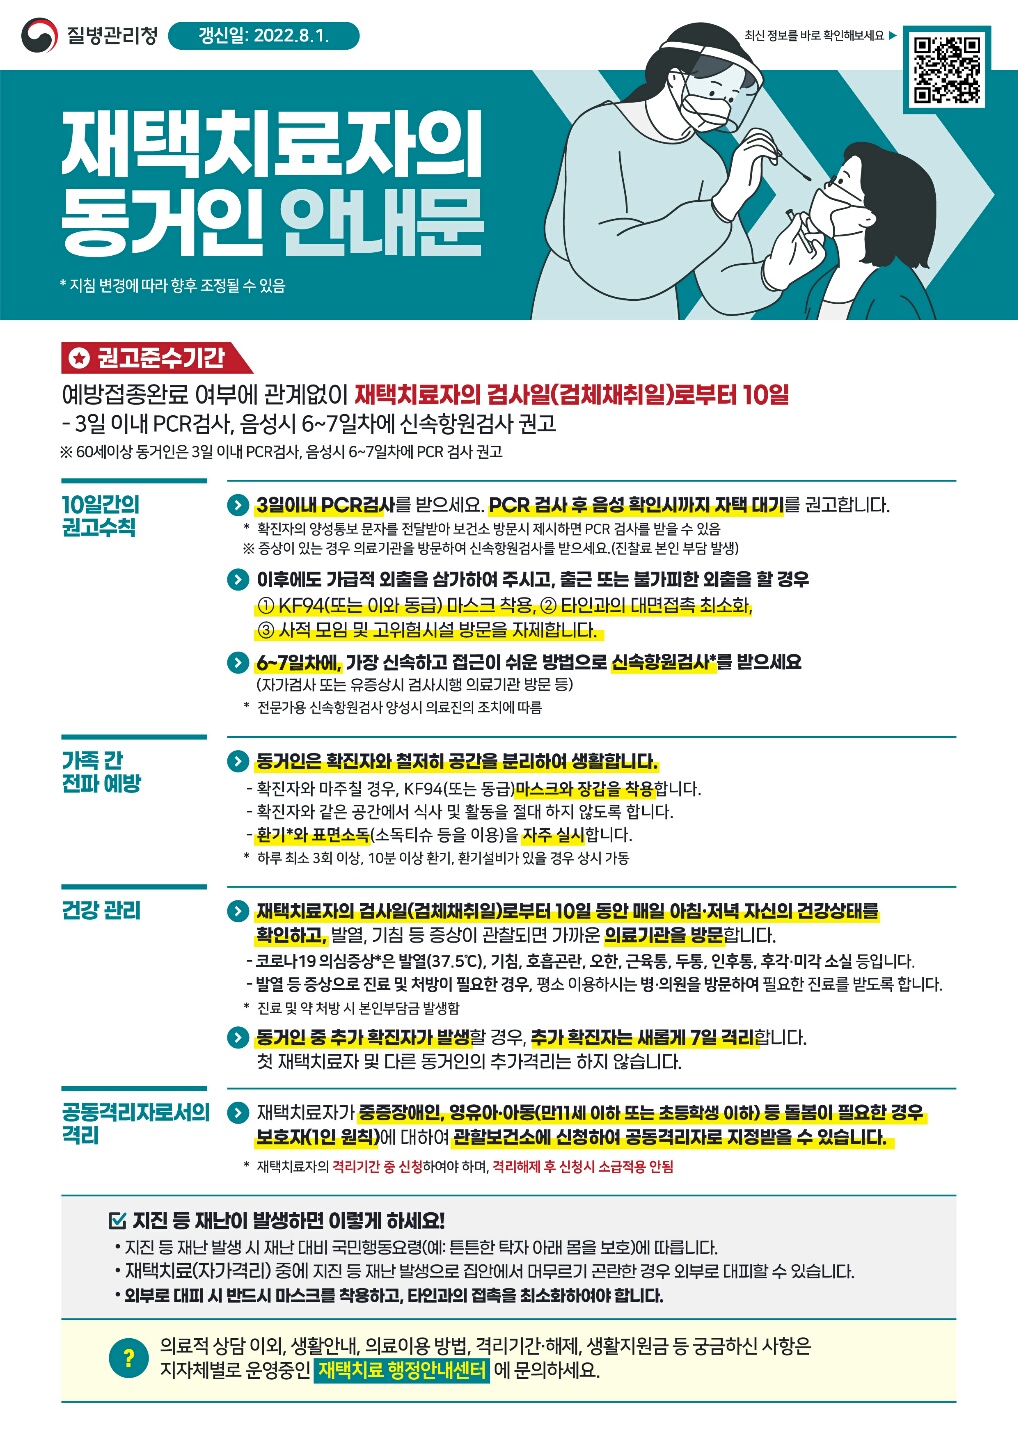 질병관리청
갱신일: 2022.8.1.
최신 정보를 바로 확인해보세요 ▶
재택치료자의
동거인 안내문
* 지침 변경에 따라 향후 조정될 수 있음
권고준수기간
예방접종완료 여부에 관계없이 재택치료자의 검사일(검체채취일)로부터 10일
- 3일 이내 PCR검사, 음성시 6~7일차에 신속항원검사 권고
※ 60세이상 동거인은 3일 이내 PCR검사, 음성시 6~7일차에 PCR 검사 권고
10일간의
권고수칙
3일이내 PCR검사를 받으세요. PCR 검사 후 음성 확인시까지 자택 대기를 권고합니다.
* 확진자의 양성통보 문자를 전달받아 보건소 방문시 제시하면 PCR 검사를 받을 수 있음
※ 증상이 있는 경우 의료기관을 방문하여 신속항원검사를 받으세요.(진찰료 본인 부담 발생)
이후에도 가급적 외출을 삼가하여 주시고, 출근 또는 불가피한 외출을 할 경우
① KF94(또는 이와 동급) 마스크 착용, ② 타인과의 대면접촉 최소화,
③ 사적 모임 및 고위험시설 방문을 자제합니다.
6~7일차에, 가장 신속하고 접근이 쉬운 방법으로 신속항원검사*를 받으세요
(자가검사 또는 유증상시 검사시행 의료기관 방문 등)
* 전문가용 신속항원검사 양성시 의료진의 조치에 따름
가족 간
전파 예방
동거인은 확진자와 철저히 공간을 분리하여 생활합니다.
- 확진자와 마주칠 경우, KF94(또는 동급)마스크와 장갑을 착용합니다.
- 확진자와 같은 공간에서 식사 및 활동을 절대 하지 않도록 합니다.
- 환기*와 표면소독(소독티슈 등을 이용)을 자주 실시합니다.
* 하루 최소 3회 이상, 10분 이상 환기, 환기설비가 있을 경우 상시 가동
건강 관리
재택치료자의 검사일(검체채취일)로부터 10일 동안 매일 아침·저녁 자신의 건강상태를
확인하고, 발열, 기침 등 증상이 관찰되면 가까운 의료기관을 방문합니다.
- 코로나19 의심증상*은 발열(37.5℃), 기침, 호흡곤란, 오한, 근육통, 두통, 인후통, 후각·미각 소실 등입니다.
- 발열 등 증상으로 진료 및 처방이 필요한 경우, 평소 이용하시는 병·의원을 방문하여 필요한 진료를 받도록 합니다.
* 진료 및 약 처방 시 본인부담금 발생함
동거인 중 추가 확진자가 발생할 경우, 추가 확진자는 새롭게 7일 격리합니다.
첫 재택치료자 및 다른 동거인의 추가격리는 하지 않습니다.
공동격리자로서의
격리
재택치료자가 중증장애인, 영유아·아동(만11세 이하 또는 초등학생 이하) 등 돌봄이 필요한 경우
보호자(1인 원칙)에 대하여 관할보건소에 신청하여 공동격리자로 지정받을 수 있습니다.
* 재택치료자의 격리기간 중 신청하여야 하며, 격리해제 후 신청시 소급적용 안됨
지진 등 재난이 발생하면 이렇게 하세요!
• 지진 등 재난 발생 시 재난 대비 국민행동요령(예: 튼튼한 탁자 아래 몸을 보호)에 따릅니다.
• 재택치료(자가격리) 중에 지진 등 재난 발생으로 집안에서 머무르기 곤란한 경우 외부로 대피할 수 있습니다.
• 외부로 대피 시 반드시 마스크를 착용하고, 타인과의 접촉을 최소화하여야 합니다.
?
의료적 상담 이외, 생활안내, 의료이용 방법, 격리기간·해제, 생활지원금 등 궁금하신 사항은
지자체별로 운영중인 재택치료 행정안내센터 에 문의하세요.